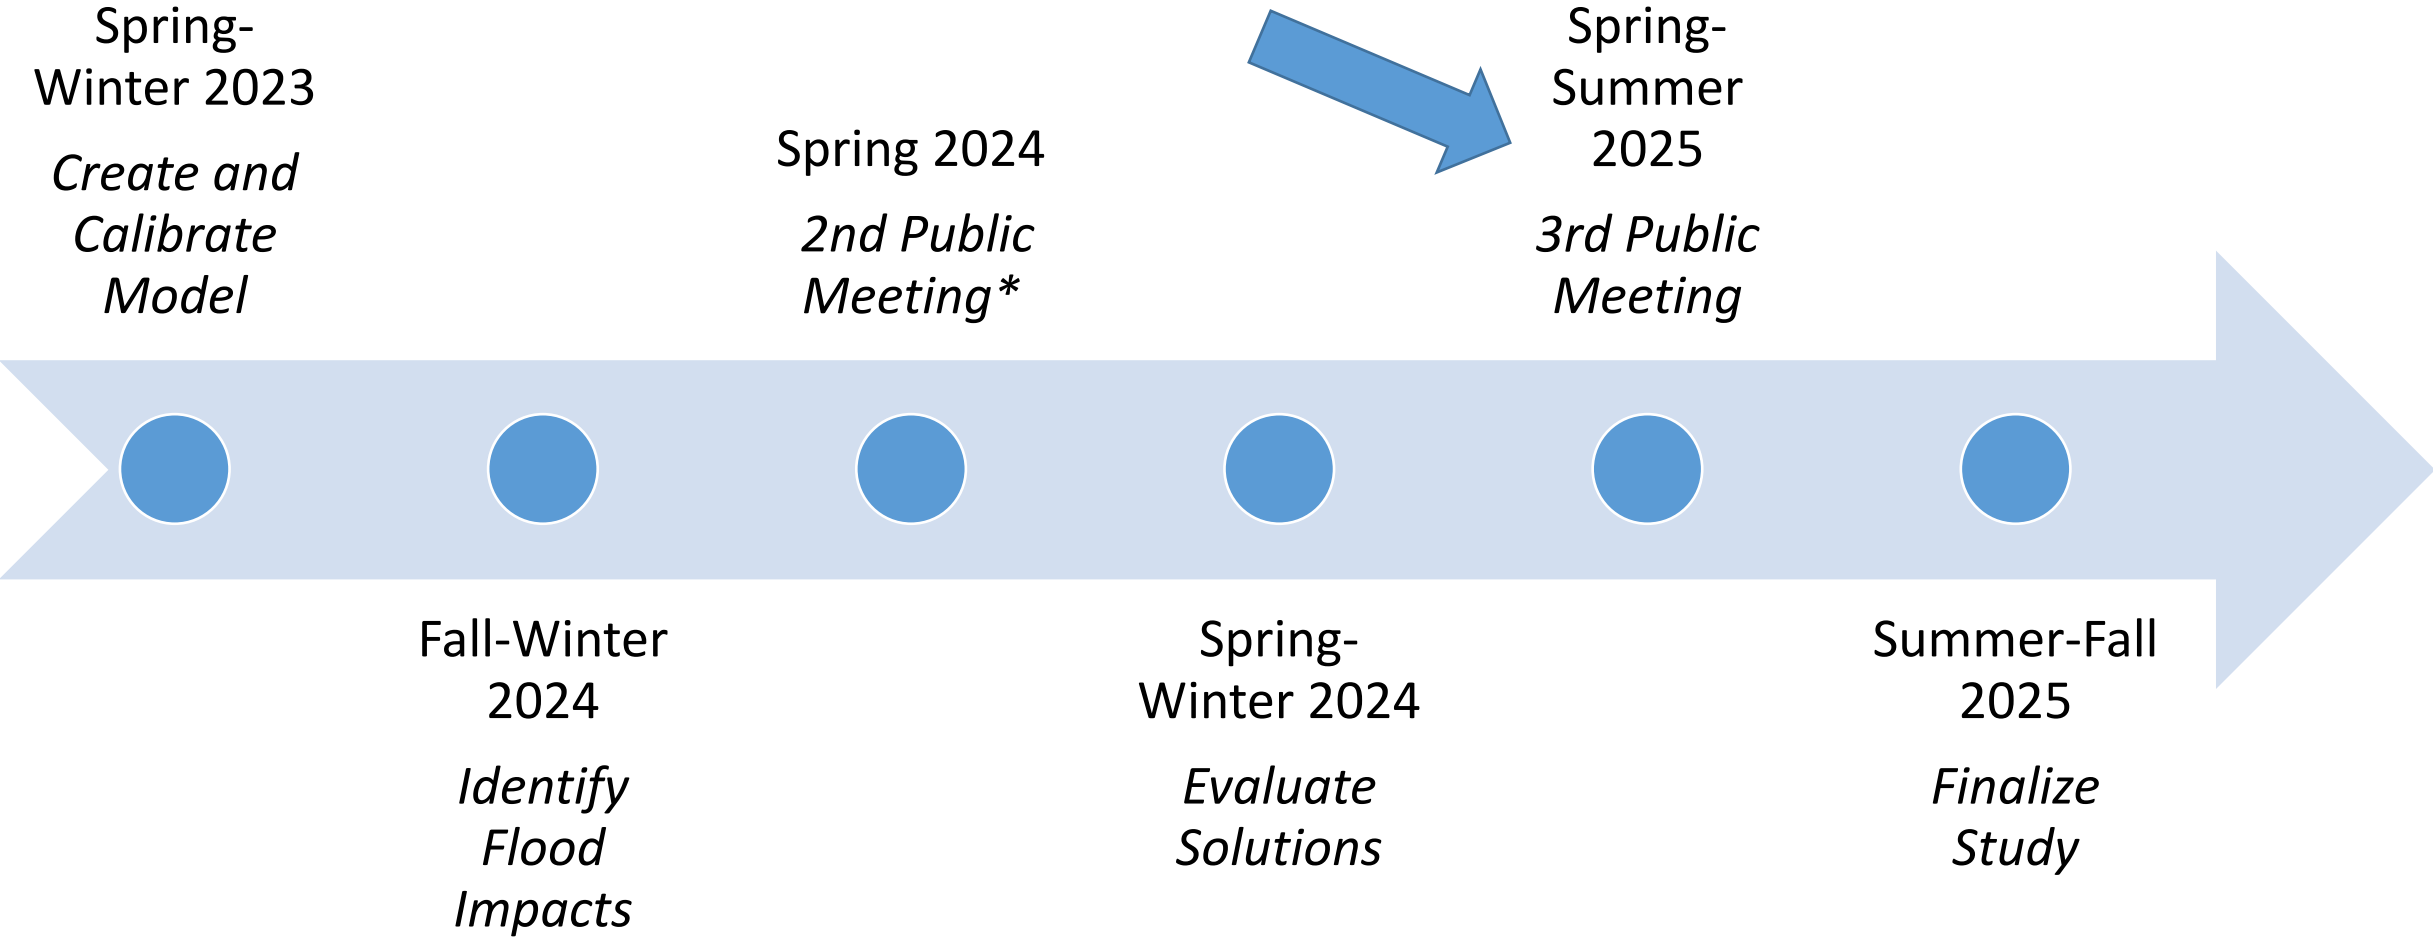 Spring-
Winter 2023
Create and
Calibrate
Model
Fall-Winter
2024
Identify
Flood
Impacts
Spring 2024
2nd Public
Meeting*
Spring-
Winter 2024
Evaluate
Solutions
Spring-
Summer
2025
3rd Public
Meeting
Summer-Fall
2025
Finalize
Study